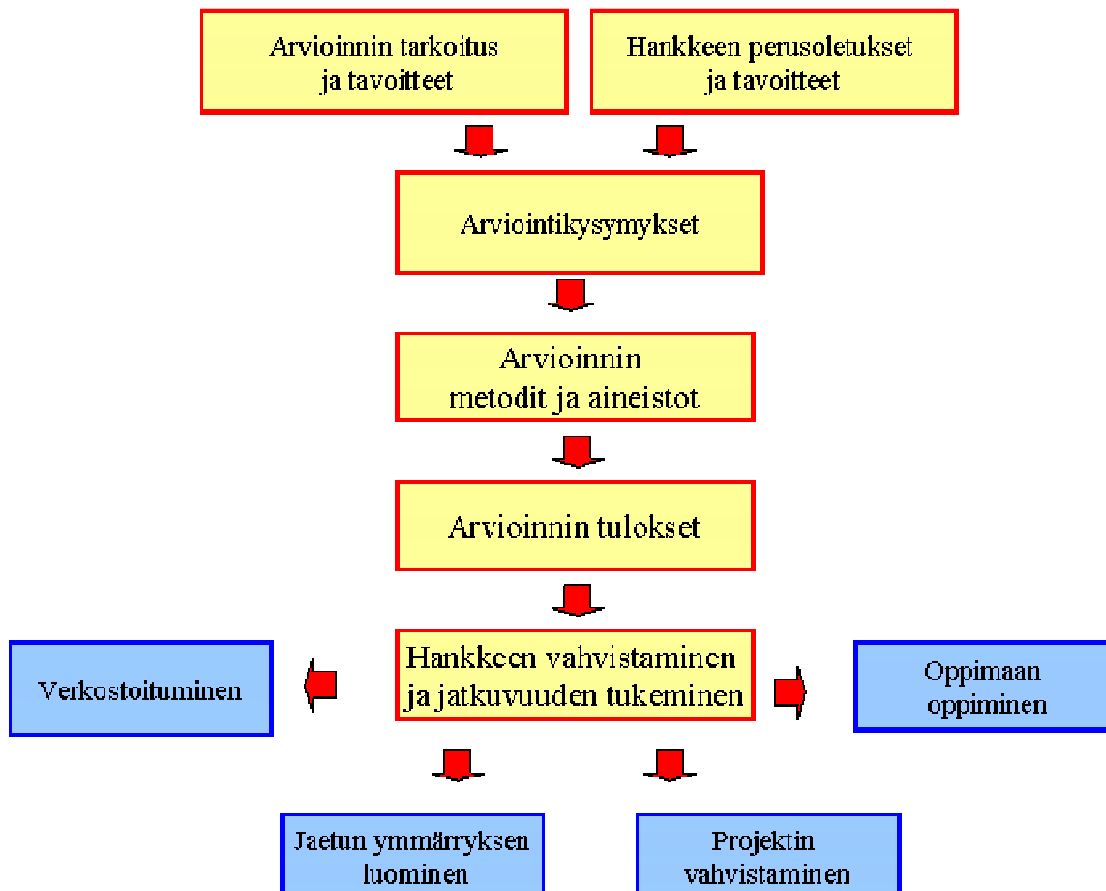 Arvioinnin tarkoitus
ja tavoitteet
Hankkeen perusoletukset
ja tavoitteet
Arviointikysymykset
Arvioinnin
metodit ja aineistot
Arvioinnin tulokset
Hankkeen vahvistaminen
ja jatkuvuuden tukeminen
Verkostoituminen
Oppimaan
oppiminen
Jaetun ymmärryksen
luominen
Projektin
vahvistaminen